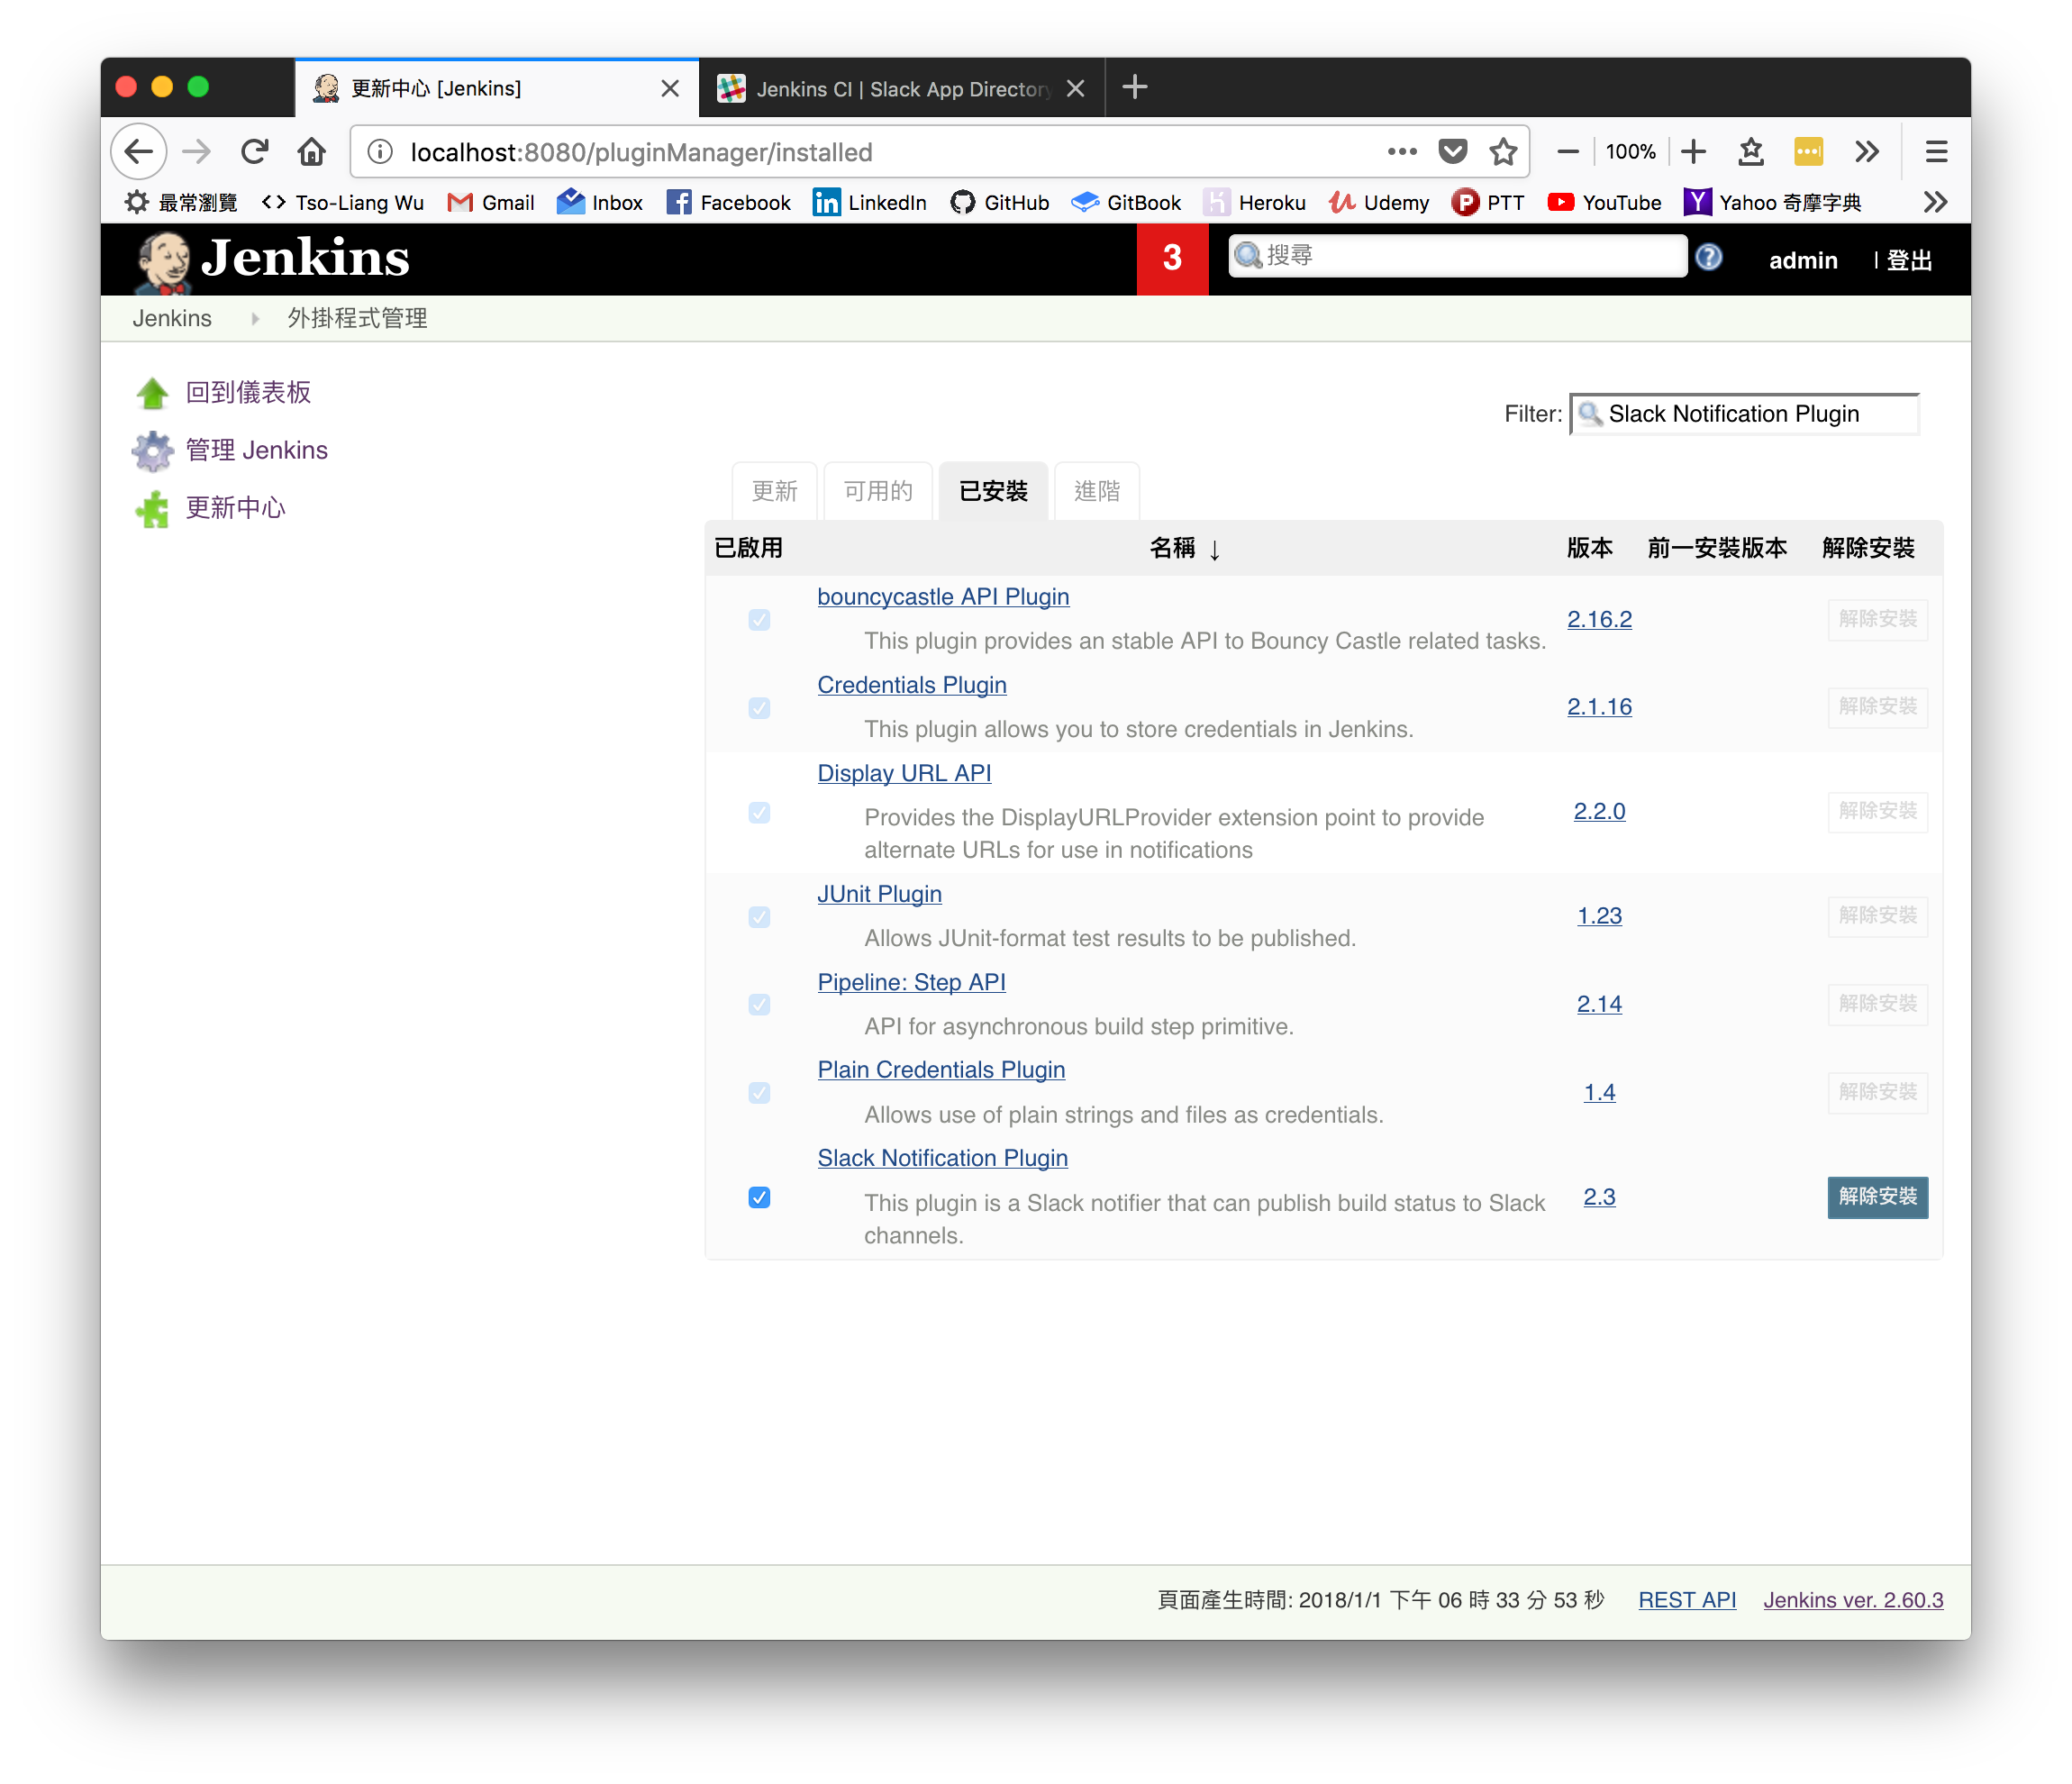 更新中心 [Jenkins]
Jenkins CI | Slack App Directory
localhost:8080/pluginManager/installed
100%
最常瀏覽
Tso-Liang Wu
Gmail
Inbox
Facebook
LinkedIn
GitHub
GitBook
Heroku
Udemy
PTT
YouTube
Yahoo 奇摩字典
Jenkins
3
搜尋
admin
| 登出
Jenkins
外掛程式管理
回到儀表板
管理 Jenkins
更新中心
Filter: Slack Notification Plugin
更新
可用的
已安裝
進階
已啟用
名稱 ↓
版本
前一安裝版本
解除安裝
bouncycastle API Plugin
This plugin provides an stable API to Bouncy Castle related tasks.
2.16.2
解除安裝
Credentials Plugin
This plugin allows you to store credentials in Jenkins.
2.1.16
解除安裝
Display URL API
Provides the DisplayURLProvider extension point to provide
alternate URLs for use in notifications
2.2.0
解除安裝
JUnit Plugin
Allows JUnit-format test results to be published.
1.23
解除安裝
Pipeline: Step API
API for asynchronous build step primitive.
2.14
解除安裝
Plain Credentials Plugin
Allows use of plain strings and files as credentials.
1.4
解除安裝
Slack Notification Plugin
This plugin is a Slack notifier that can publish build status to Slack
channels.
2.3
解除安裝
頁面產生時間: 2018/1/1 下午 06 時 33 分 53 秒
REST API
Jenkins ver. 2.60.3